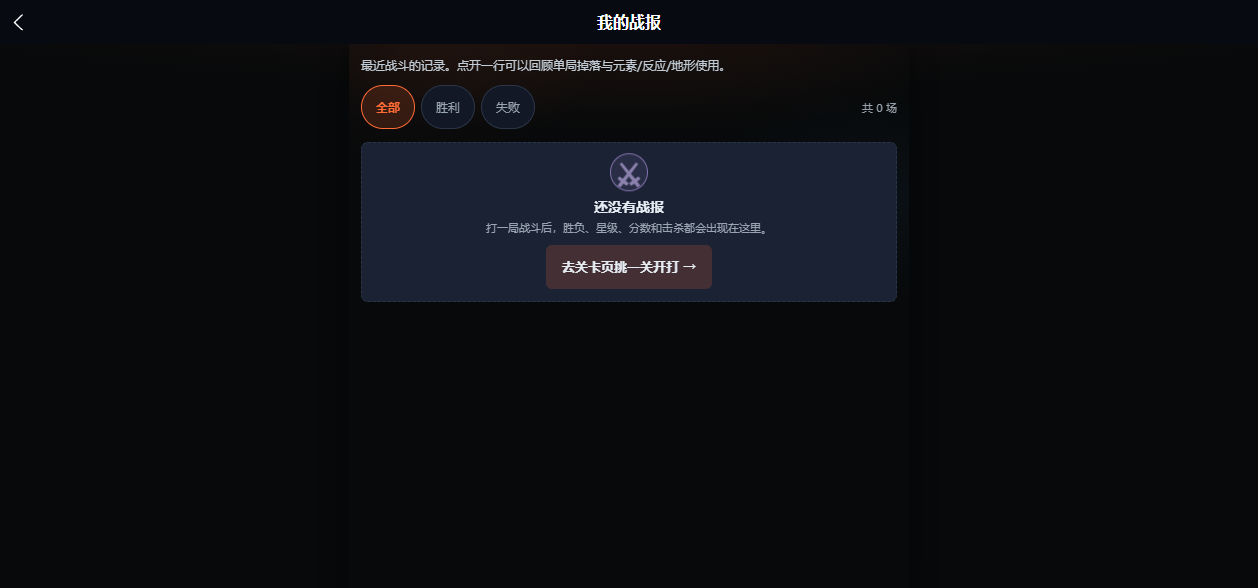 我的战报
最近战斗的记录。点开一行可以回顾单局掉落与元素/反应/地形使用。
全部
胜利
失败
共 0 场
还没有战报
打一局战斗后，胜负、星级、分数和击杀都会出现在这里。
去关卡页挑一关开打 →